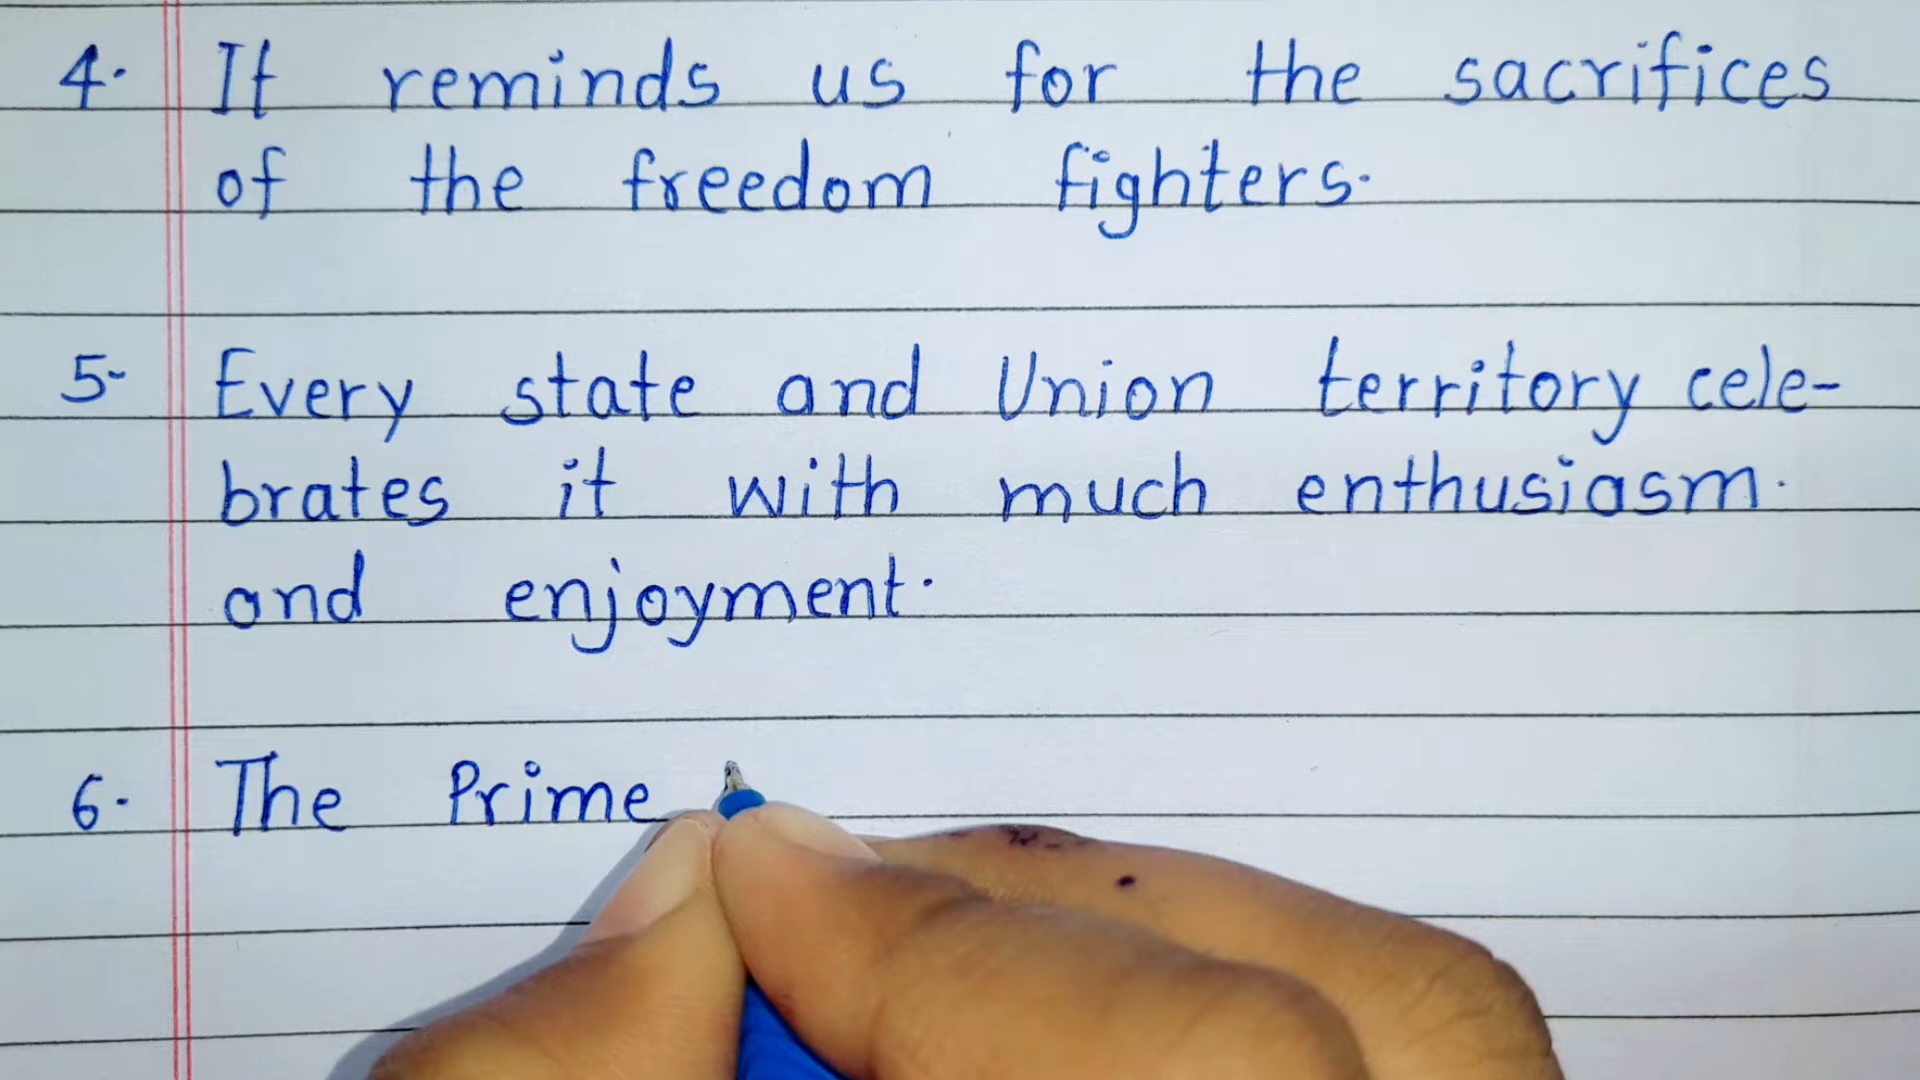 4. It reminds us for the sacrifices
of the freedom fighters.
5- Every state and Union territory cele-
brates it with much enthusiasm.
and enjoyment.
6. The Prime